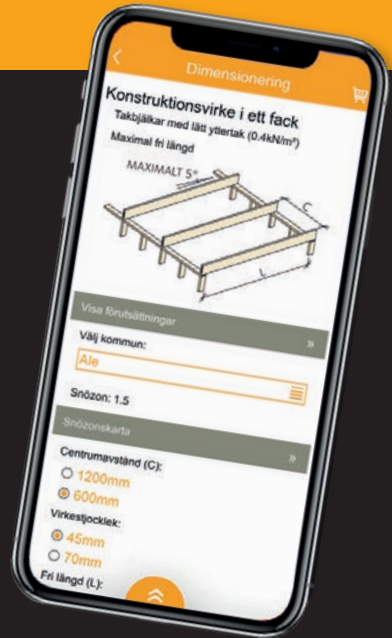 Dimensionering
Konstruktionsvirke i ett fack
Takbjälkar med lätt yttertak (0.4kN/m²)
Maximal fri längd
MAXIMALT 5°
C
L
Visa förutsättningar
Välj kommun:
Ale
Snözon: 1.5
Snözonskarta
Centrumavstånd (C):
1200mm
600mm
Virkestjocklek:
45mm
70mm
Fri längd (L):